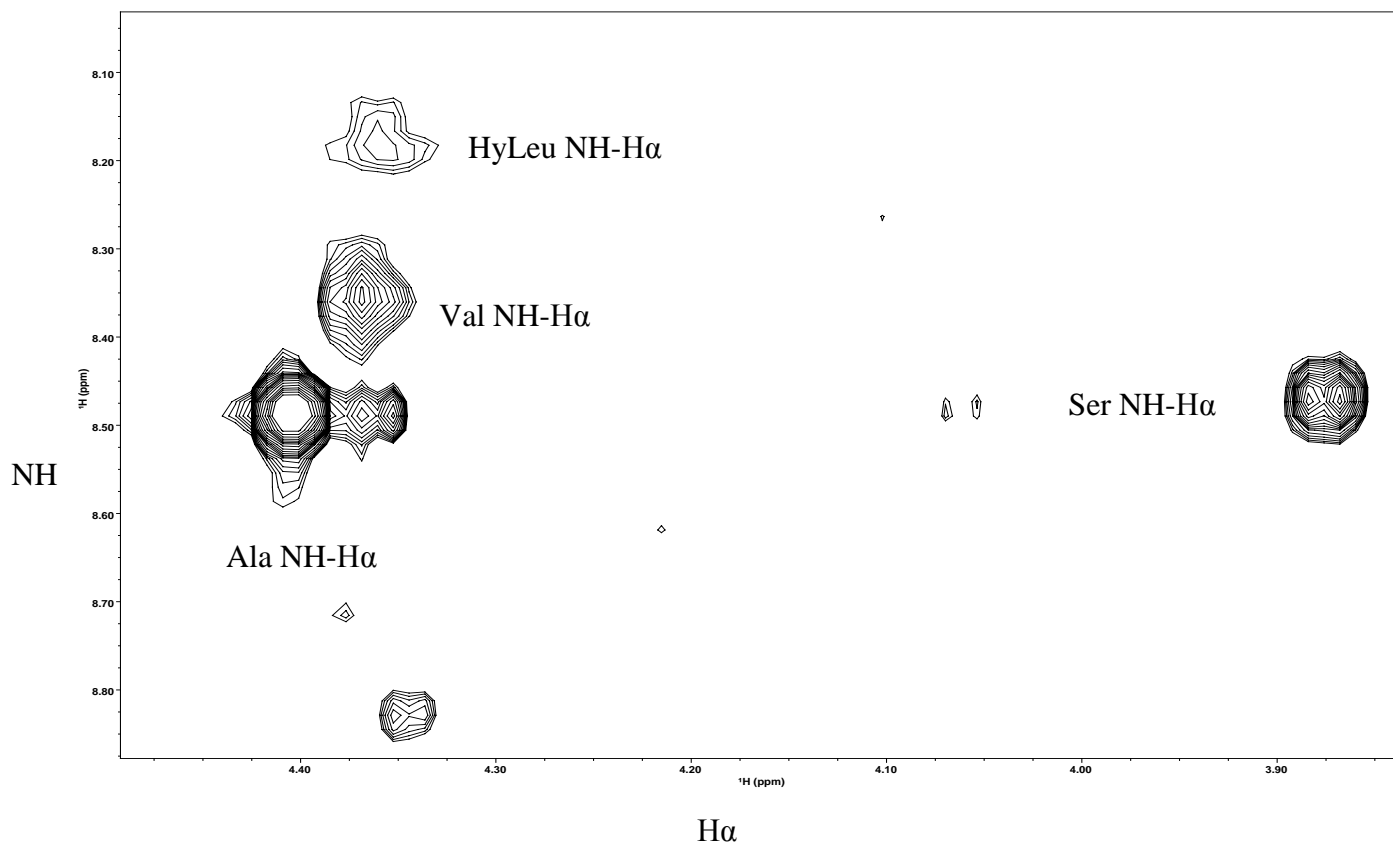 8.10
HyLeu NH-Hα
8.20
8.30
Val NH-Hα
8.40
¹H (ppm)
Ser NH-Hα
8.50
NH
8.60
Ala NH-Hα
8.70
8.80
4.40 4.30 4.20 4.10 4.00 3.90
¹H (ppm)
Hα